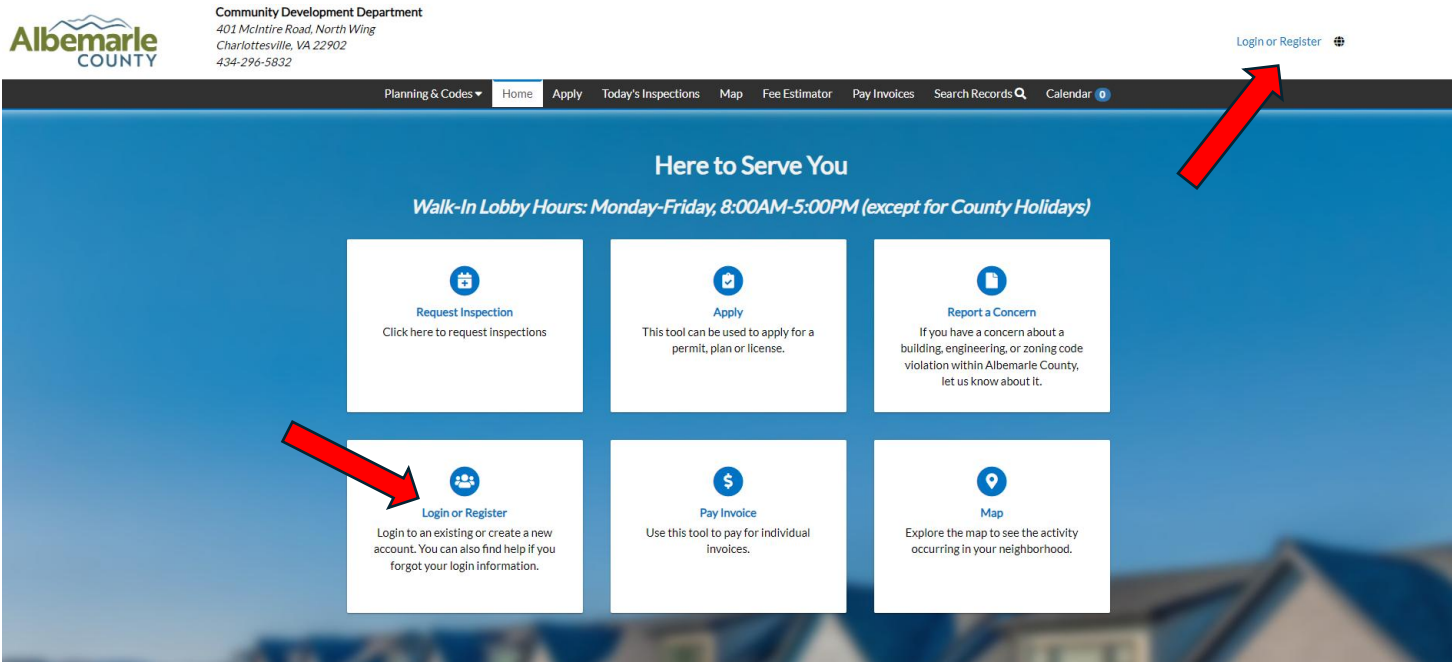 Albemarle
COUNTY
Community Development Department
401 McIntire Road, North Wing
Charlottesville, VA 22902
434-296-5832
Login or Register
Planning & Codes Home Apply Today's Inspections Map Fee Estimator Pay Invoices Search Records Calendar 0
Here to Serve You
Walk-In Lobby Hours: Monday-Friday, 8:00AM-5:00PM (except for County Holidays)
Request Inspection
Click here to request inspections
Apply
This tool can be used to apply for a
permit, plan or license.
Report a Concern
If you have a concern about a
building, engineering, or zoning code
violation within Albemarle County,
let us know about it.
Login or Register
Login to an existing or create a new
account. You can also find help if you
forgot your login information.
$
Pay Invoice
Use this tool to pay for individual
invoices.
Map
Explore the map to see the activity
occurring in your neighborhood.